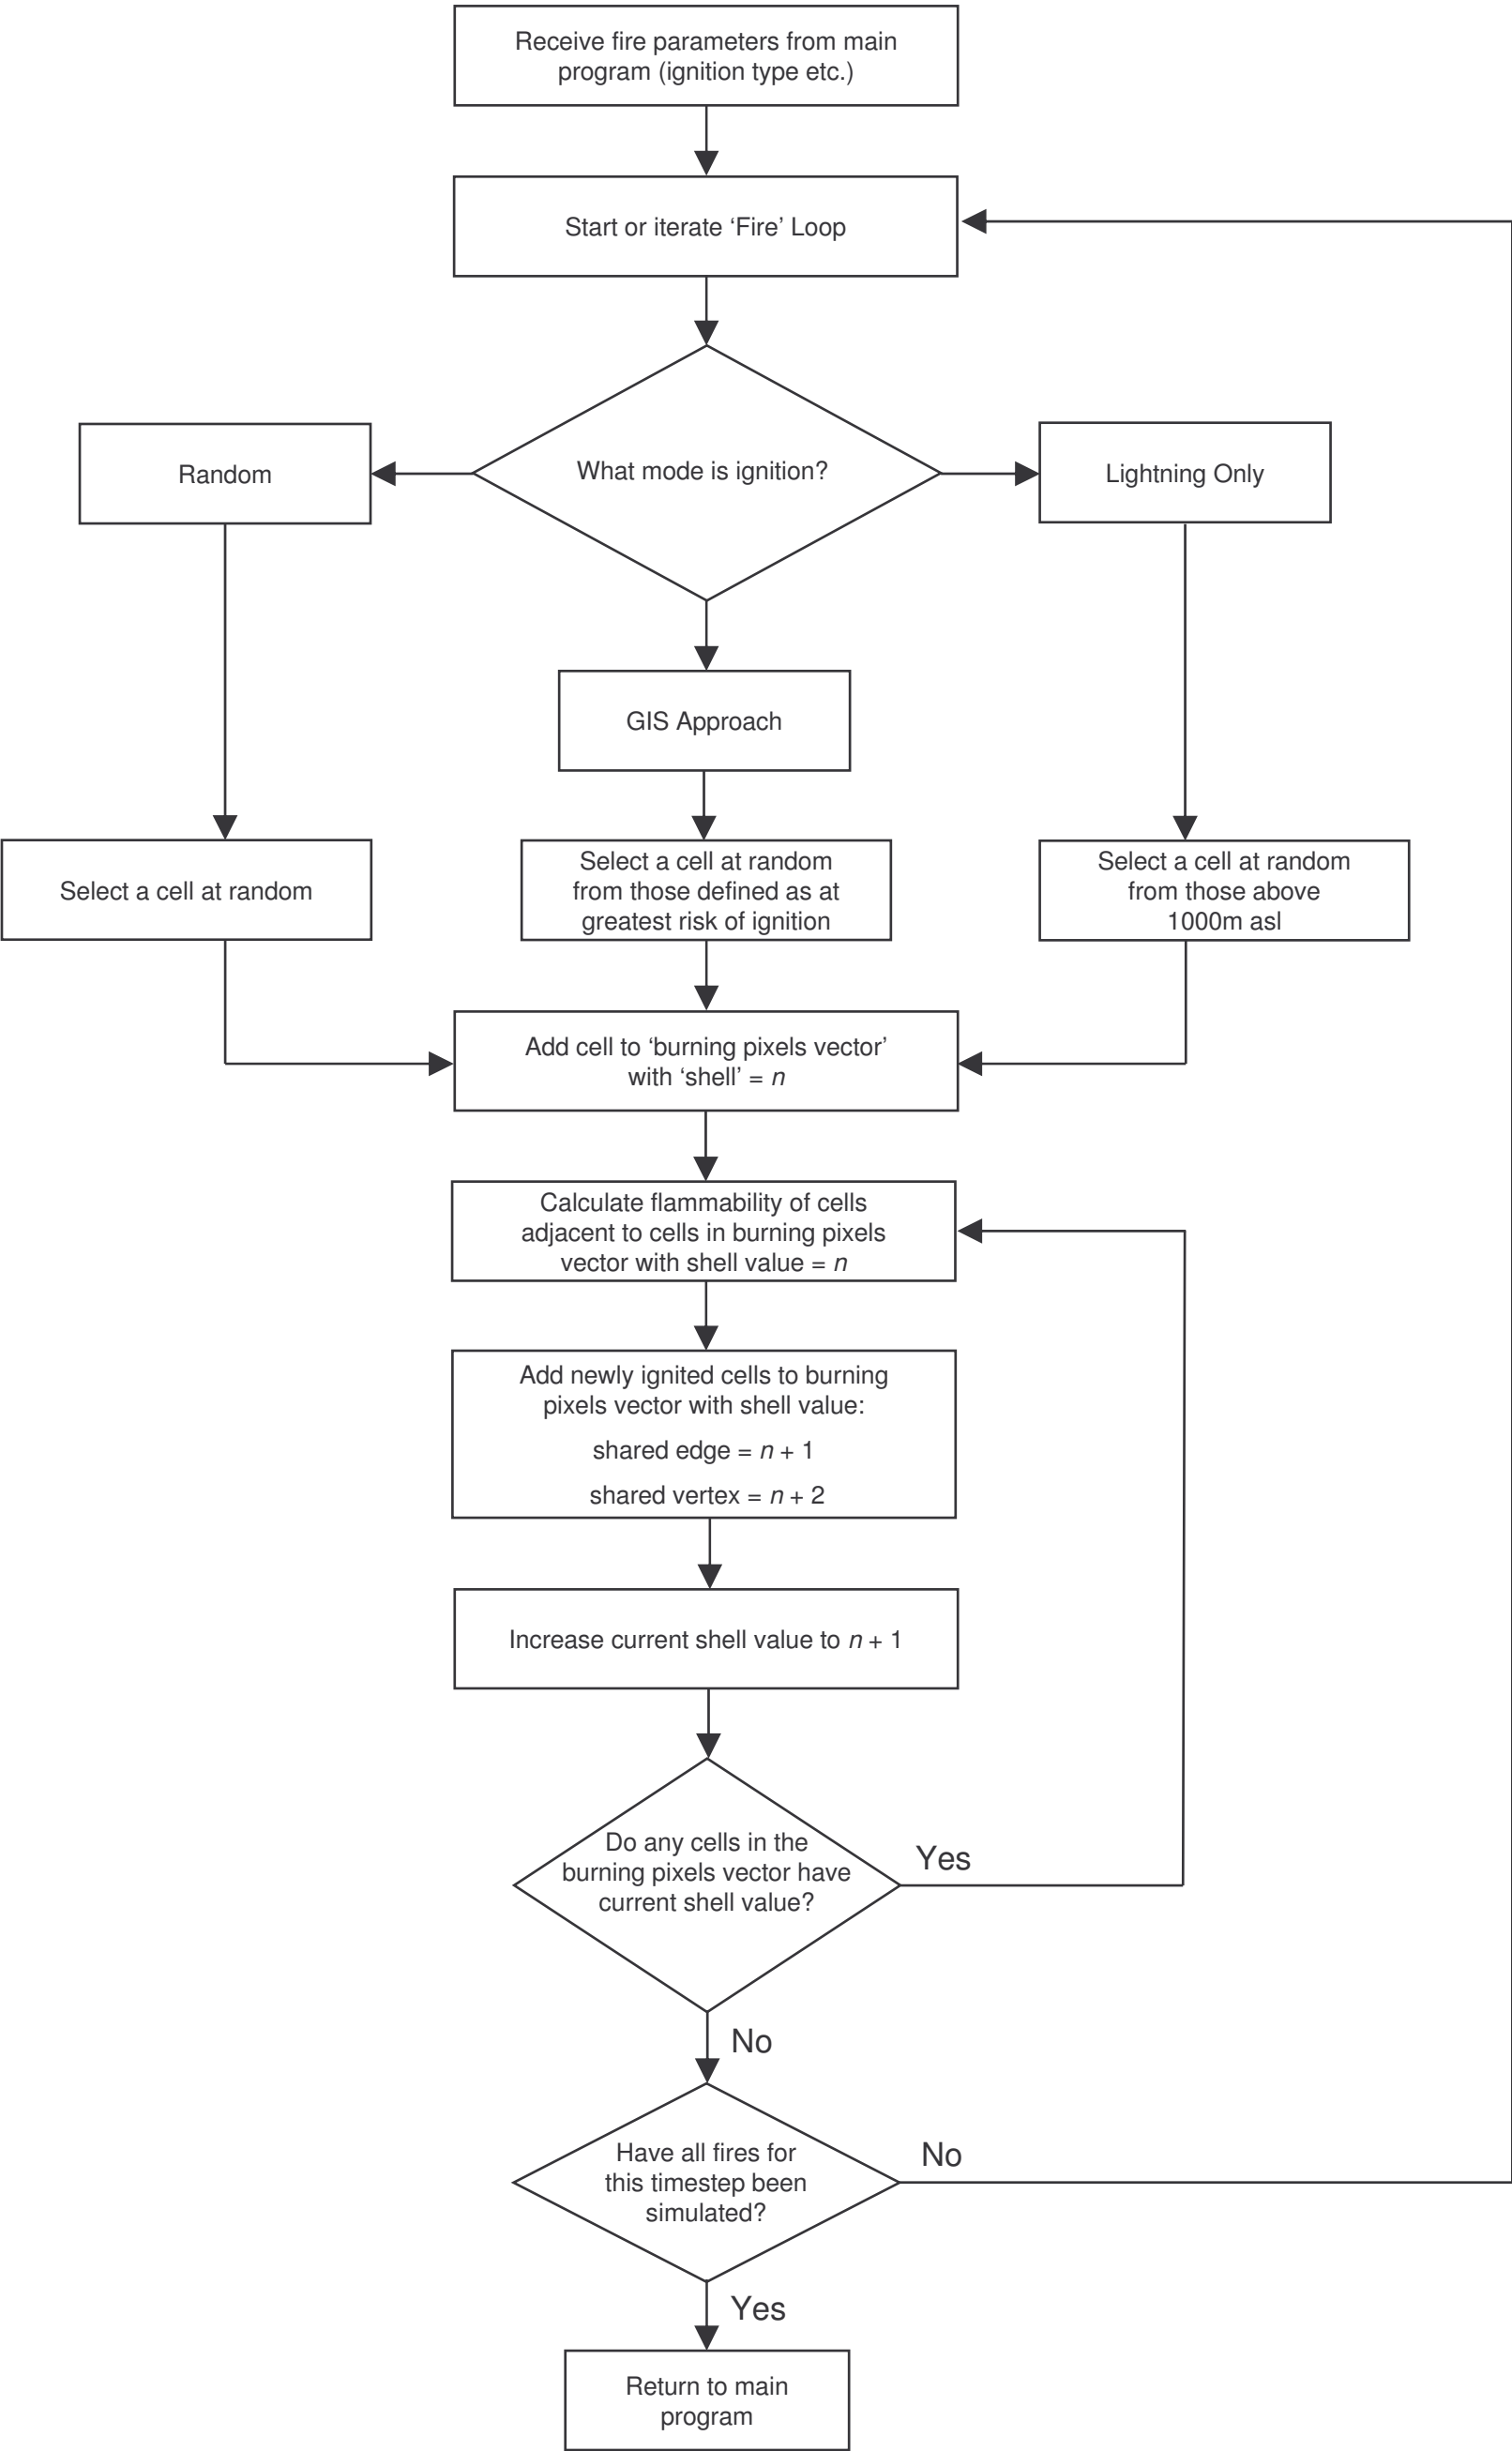 Receive fire parameters from main
program (ignition type etc.)
Start or iterate ‘Fire’ Loop
What mode is ignition?
Random
Lightning Only
GIS Approach
Select a cell at random
Select a cell at random
from those defined as at
greatest risk of ignition
Select a cell at random
from those above
1000m asl
Add cell to ‘burning pixels vector’
with ‘shell’ = n
Calculate flammability of cells
adjacent to cells in burning pixels
vector with shell value = n
Add newly ignited cells to burning
pixels vector with shell value:
shared edge = n + 1
shared vertex = n + 2
Increase current shell value to n + 1
Do any cells in the
burning pixels vector have
current shell value?
Yes
No
Have all fires for
this timestep been
simulated?
No
Yes
Return to main
program